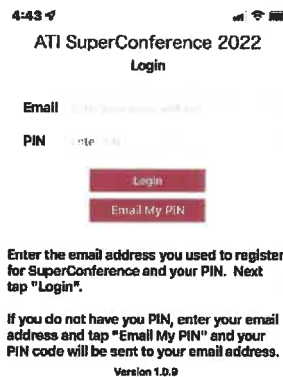 4:43
ATI SuperConference 2022
Login
Email
PIN
Login
Email My PIN
Enter the email address you used to register
for SuperConference and your PIN. Next
tap "Login".
If you do not have you PIN, enter your email
address and tap "Email My PIN" and your
PIN code will be sent to your email address.
Version 1.0.9